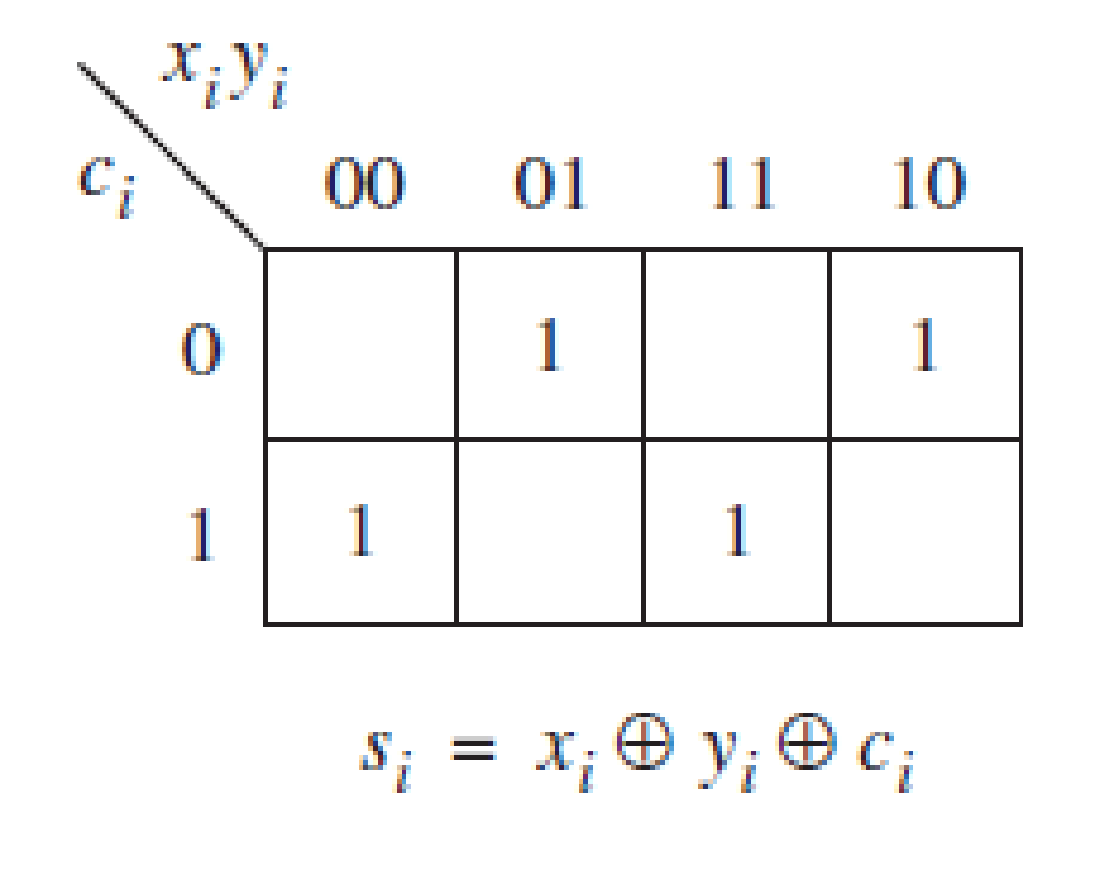 x_i y_i
c_i
00 01 11 10
0 1 1
1 1 1
s_i = x_i ⊕ y_i ⊕ c_i